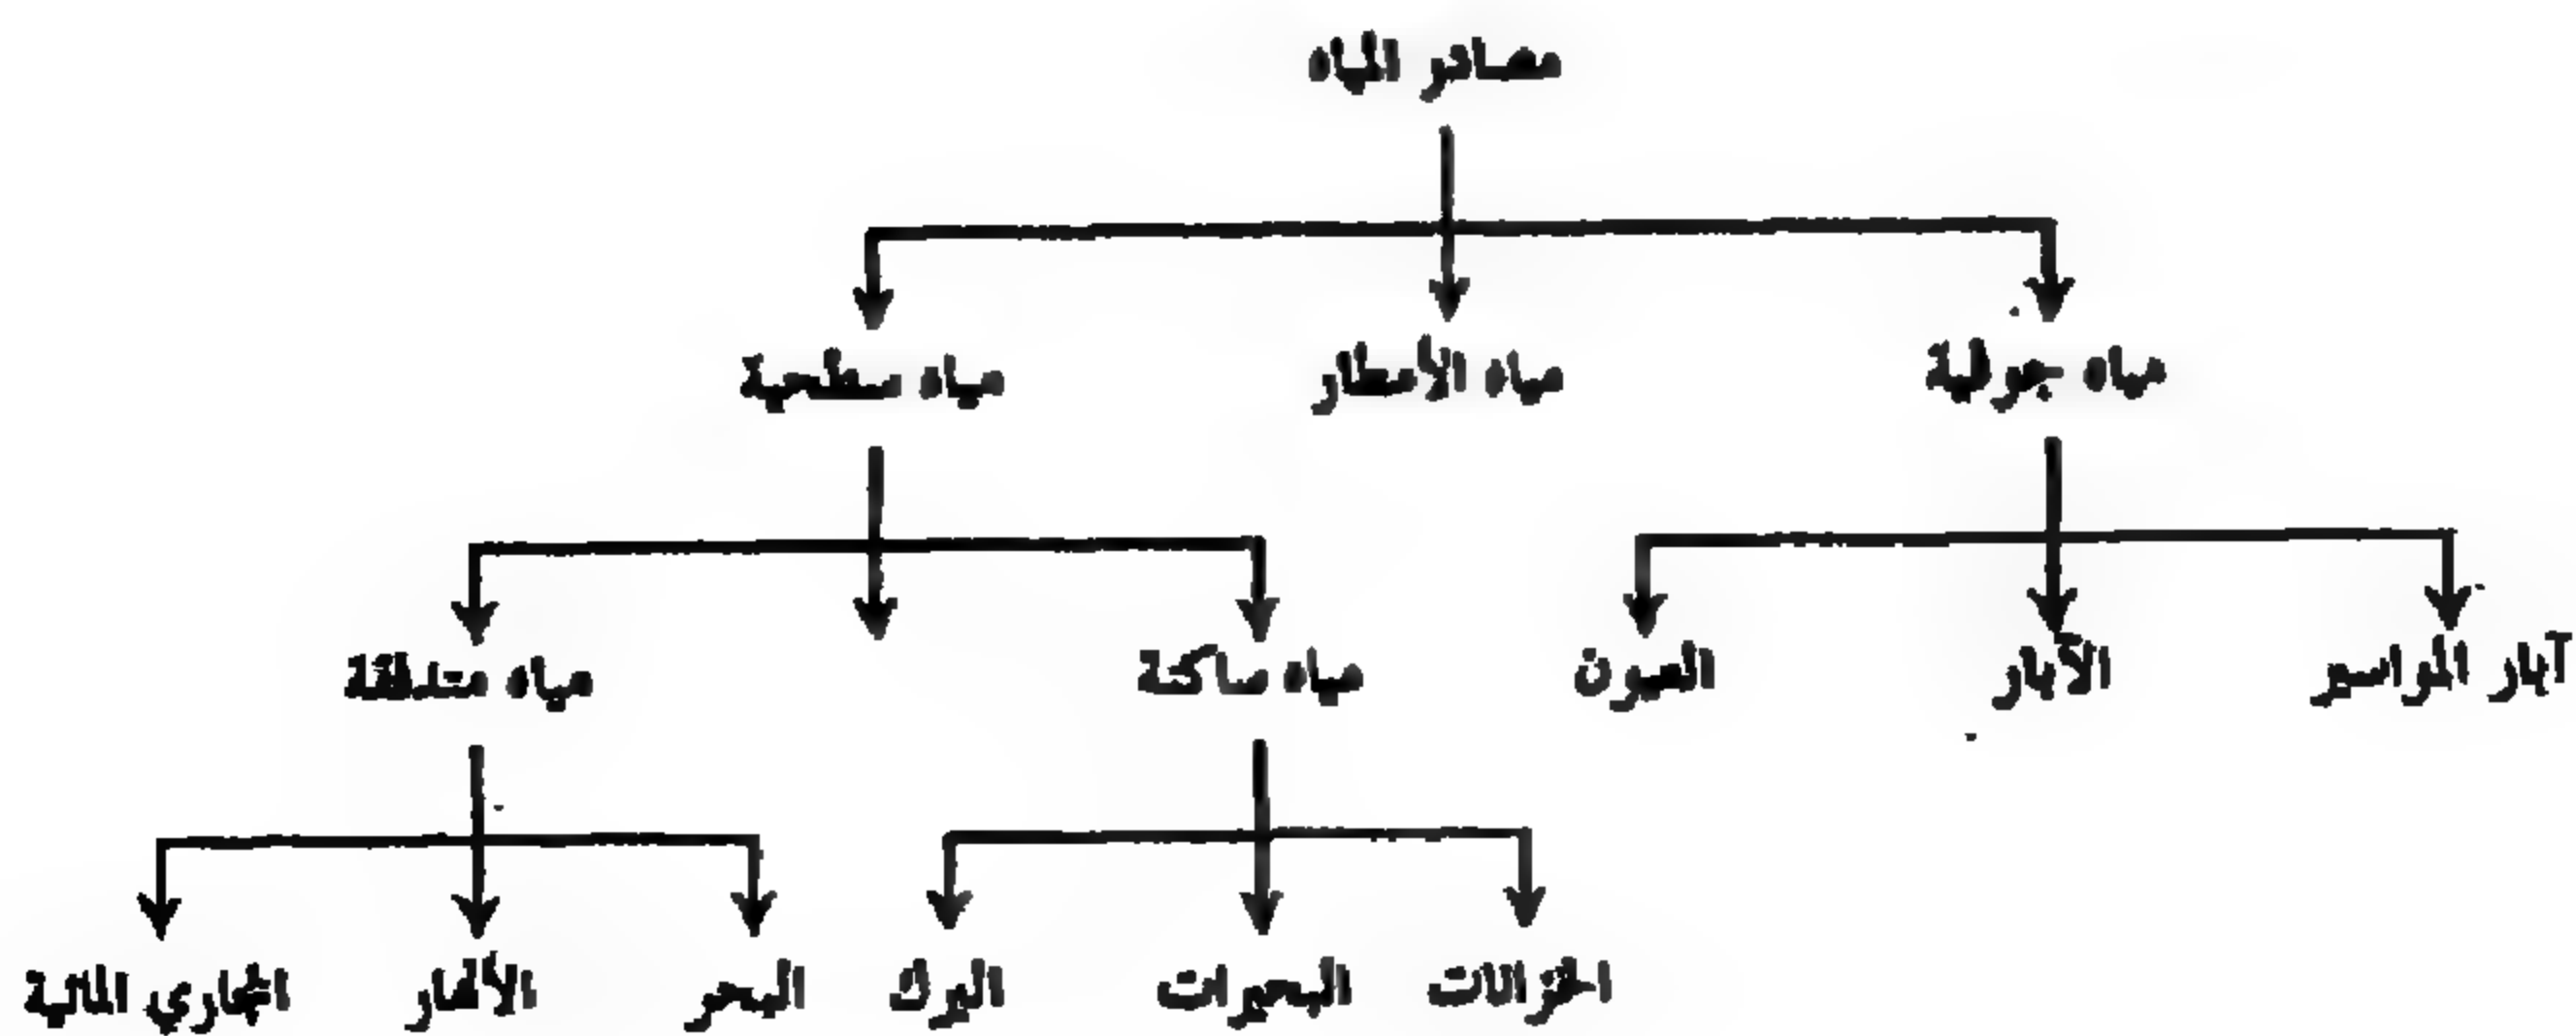 مصادر المياه
مياه جوفية
مياه الأمطار
مياه سطحية
آبار المواسير
الآبار
العيون
مياه ساكنة
مياه متدفقة
الخزانات
البحيرات
البرك
البحر
الأنهار
المجاري المائية